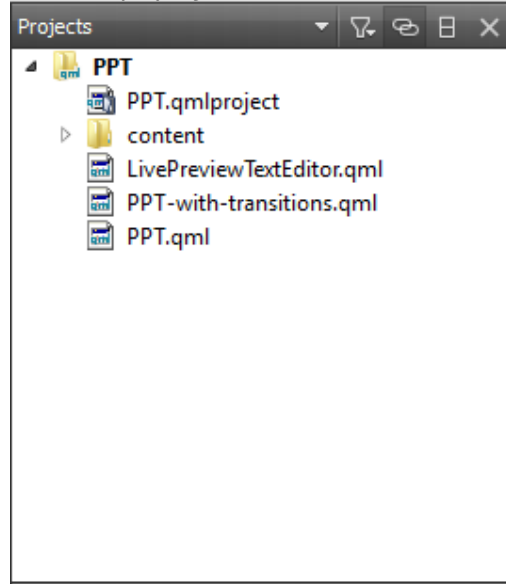 Projects
PPT
PPT.qmlproject
content
LivePreviewTextEditor.qml
PPT-with-transitions.qml
PPT.qml